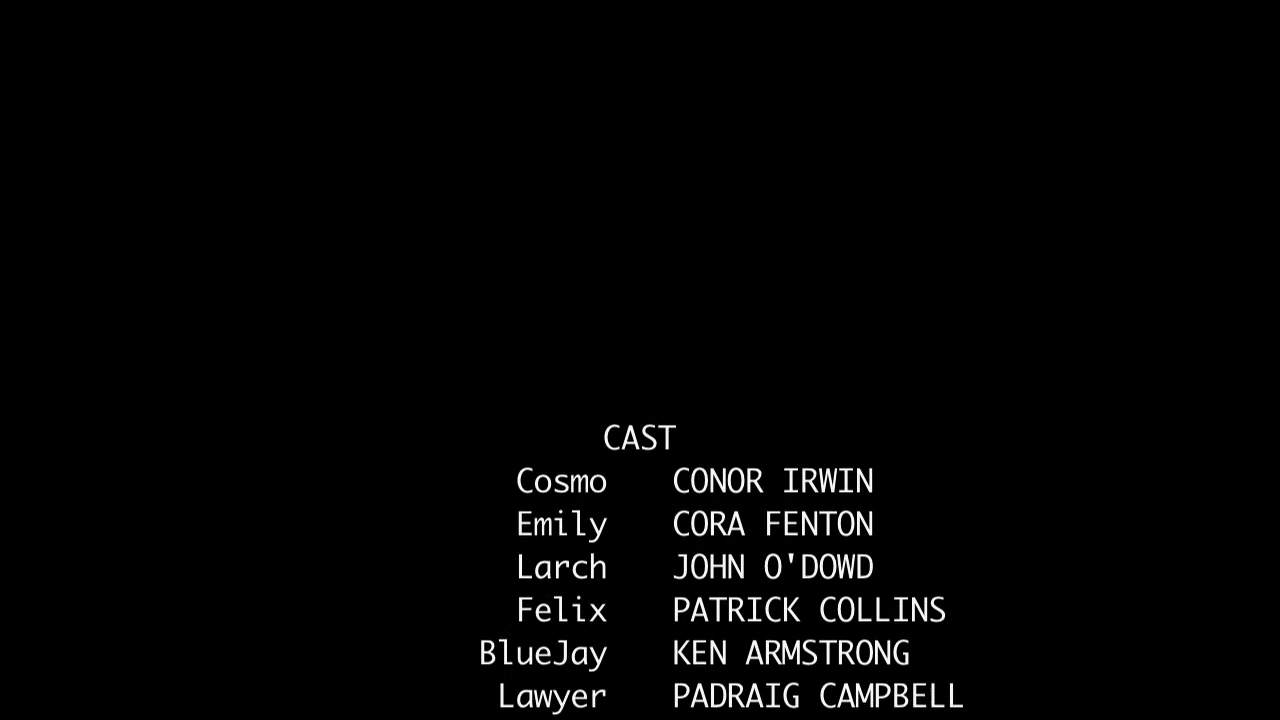 CAST
Cosmo CONOR IRWIN
Emily CORA FENTON
Larch JOHN O'DOWD
Felix PATRICK COLLINS
BlueJay KEN ARMSTRONG
Lawyer PADRAIG CAMPBELL